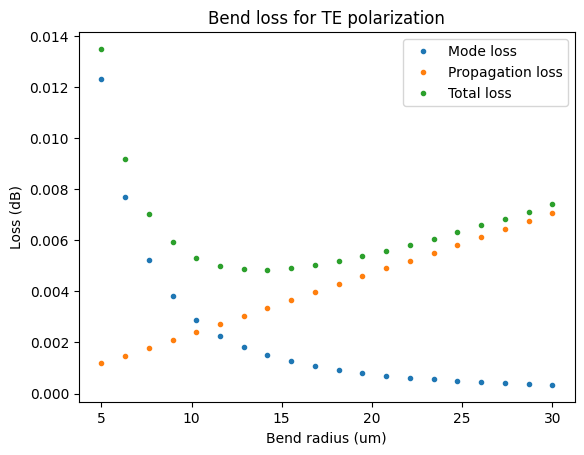 Bend loss for TE polarization
Mode loss
Propagation loss
Total loss
0.014
0.012
0.010
0.008
0.006
0.004
0.002
0.000
Loss (dB)
5
10
15
20
25
30
Bend radius (um)